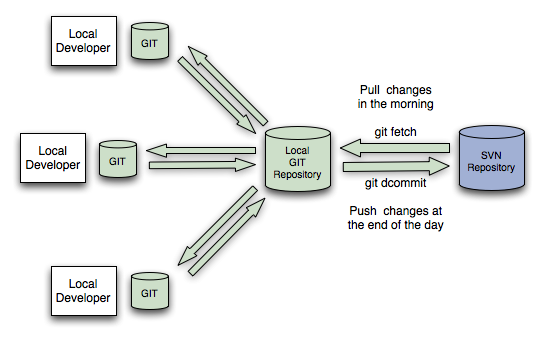 Local
Developer
GIT
Local
Developer
GIT
Local
GIT
Repository
Pull changes
in the morning
git fetch
git dcommit
Push changes at
the end of the day
SVN
Repository
Local
Developer
GIT